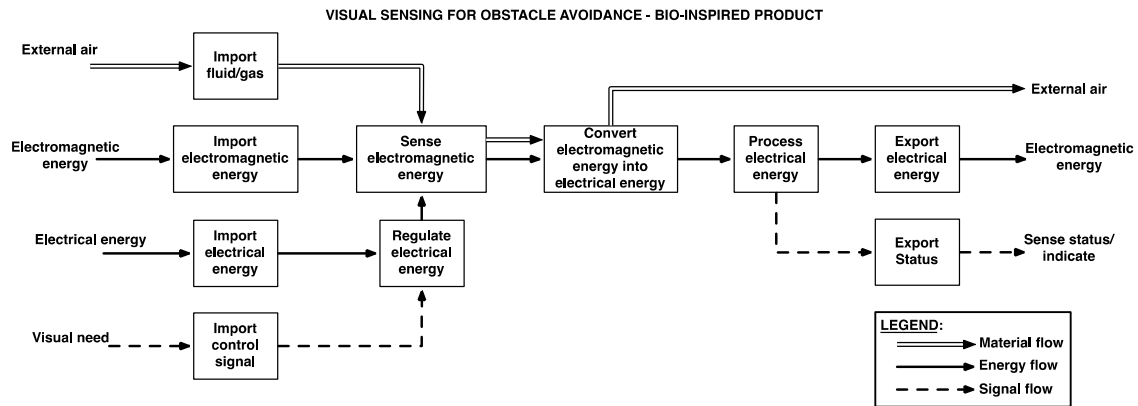 VISUAL SENSING FOR OBSTACLE AVOIDANCE - BIO-INSPIRED PRODUCT
External air
Import
fluid/gas
External air
Electromagnetic
energy
Import
electromagnetic
energy
Sense
electromagnetic
energy
Convert
electromagnetic
energy into
electrical energy
Process
electrical
energy
Export
electrical
energy
Electromagnetic
energy
Electrical energy
Import
electrical
energy
Regulate
electrical
energy
Export
Status
Sense status/
indicate
Visual need
Import
control
signal
LEGEND:
Material flow
Energy flow
Signal flow